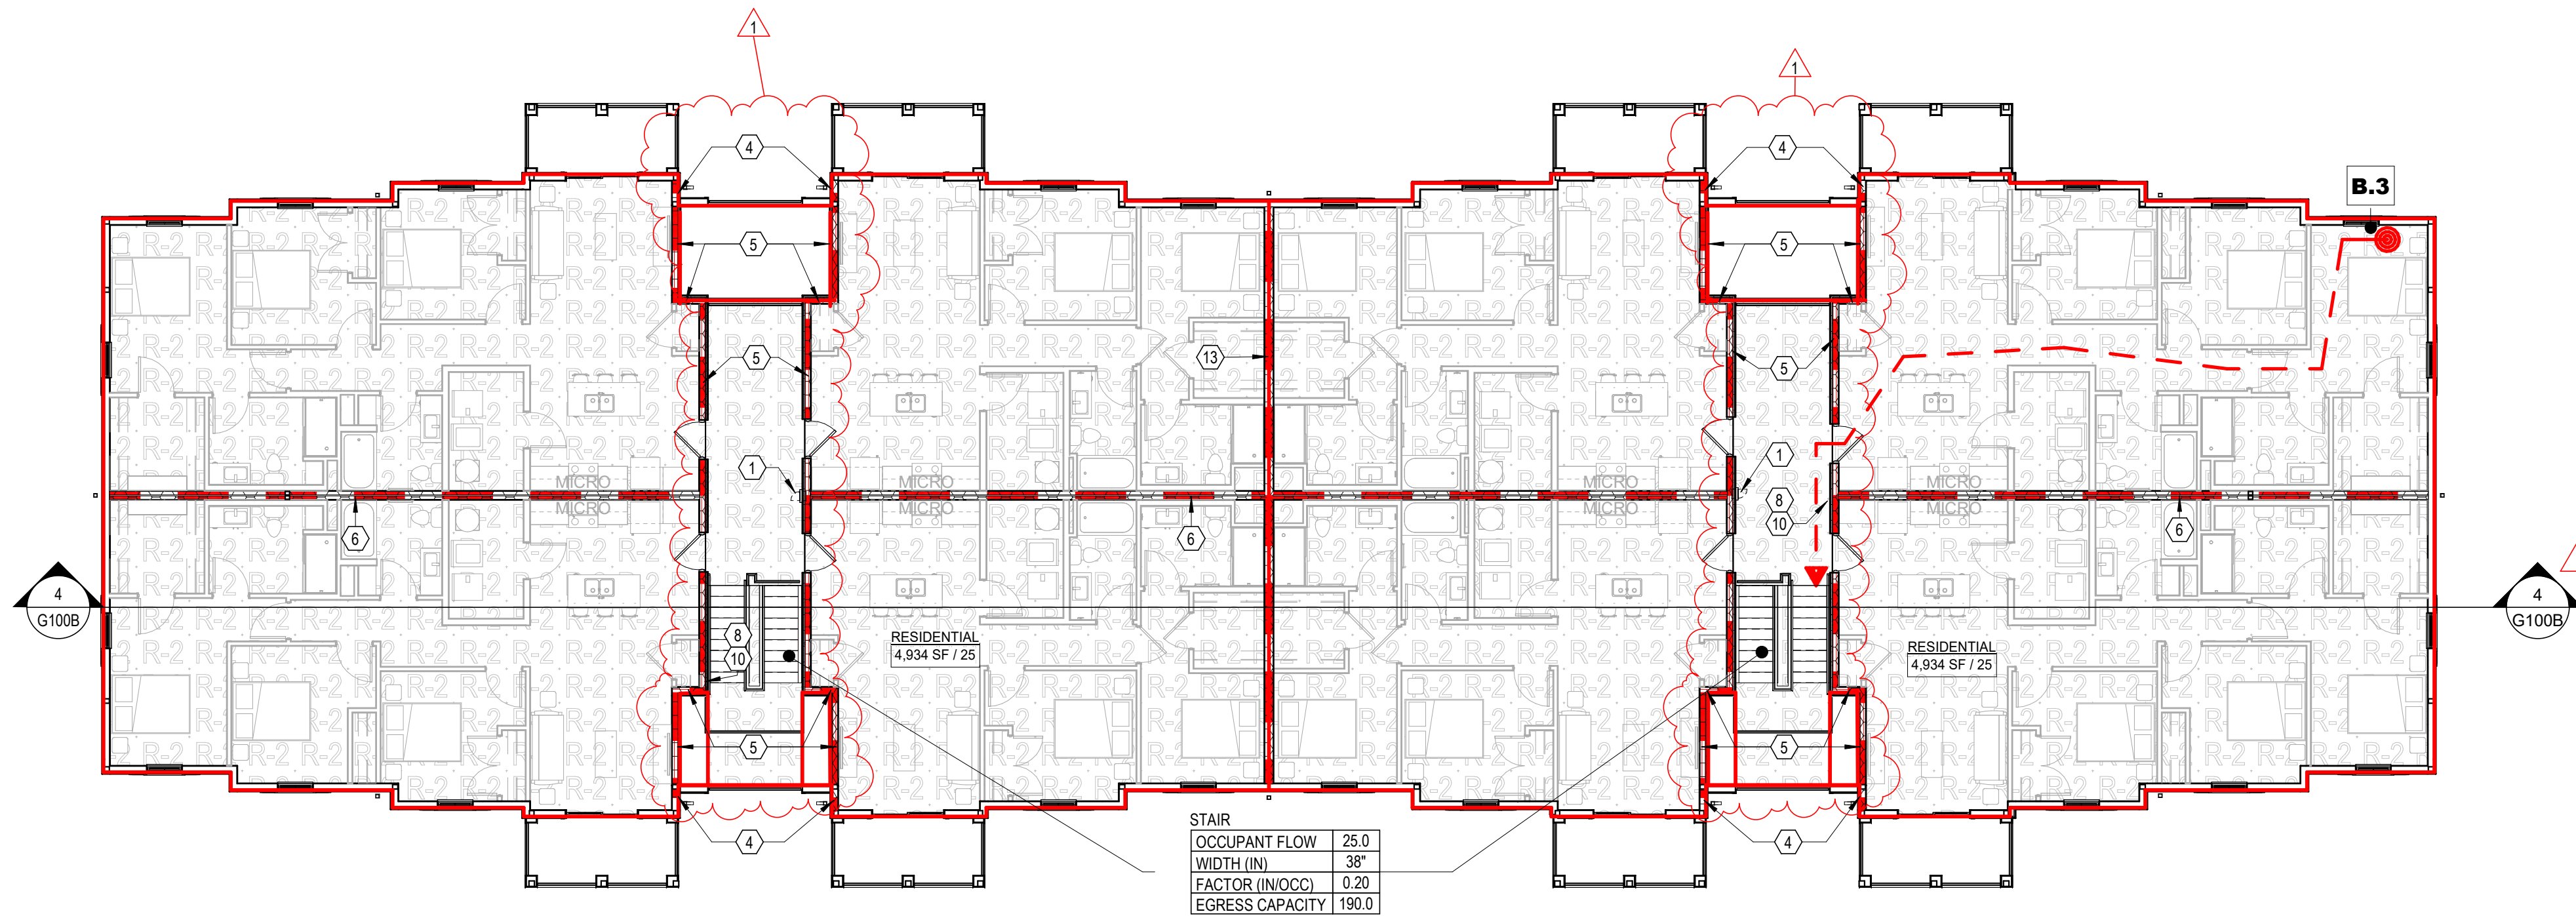 1
1
4
4
B.3
5
5
R-2
13
5
5
1
1
MICRO MICRO MICRO MICRO
MICRO MICRO MICRO MICRO
8
10
6
6
6
4
G100B
4
G100B
8
10
RESIDENTIAL
4,934 SF / 25
RESIDENTIAL
4,934 SF / 25
5
5
4
4
STAIR
OCCUPANT FLOW 25.0
WIDTH (IN) 38"
FACTOR (IN/OCC) 0.20
EGRESS CAPACITY 190.0